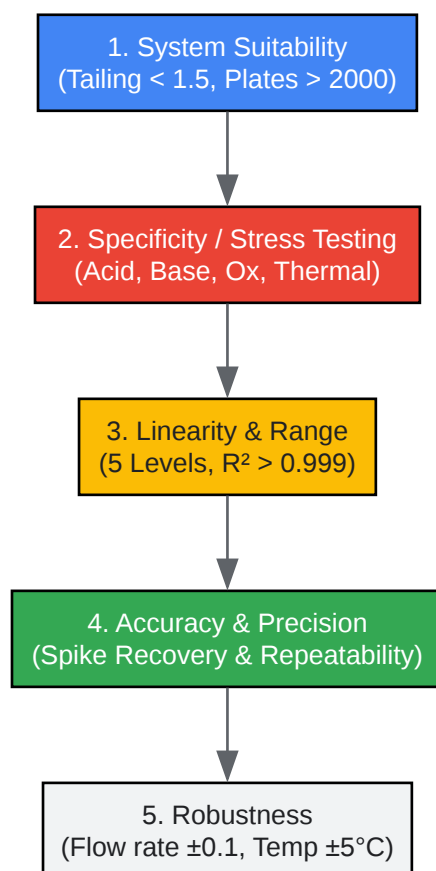 1. System Suitability
(Tailing < 1.5, Plates > 2000)
2. Specificity / Stress Testing
(Acid, Base, Ox, Thermal)
3. Linearity & Range
(5 Levels, R² > 0.999)
4. Accuracy & Precision
(Spike Recovery & Repeatability)
5. Robustness
(Flow rate ±0.1, Temp ±5°C)